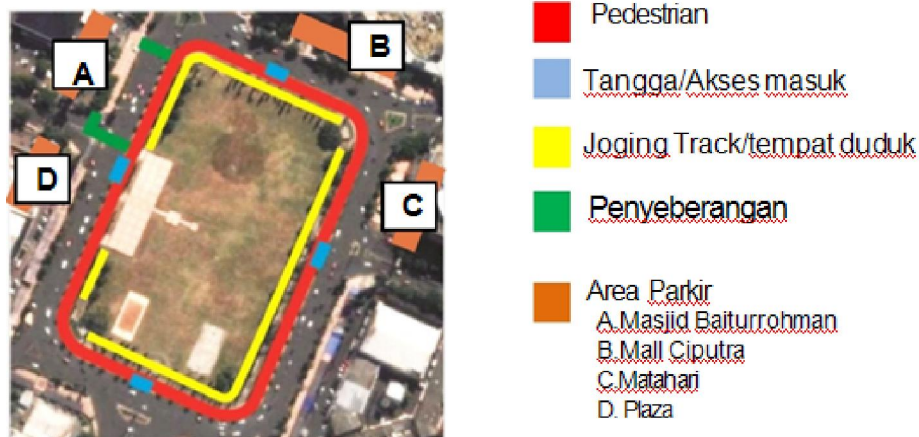 A
B
D
C
Pedestrian
Tangga/Akses masuk
Joging Track/tempat duduk
Penyeberangan
Area Parkir
A.Masjid Baiturrohman
B.Mall Ciputra
C.Matahari
D. Plaza